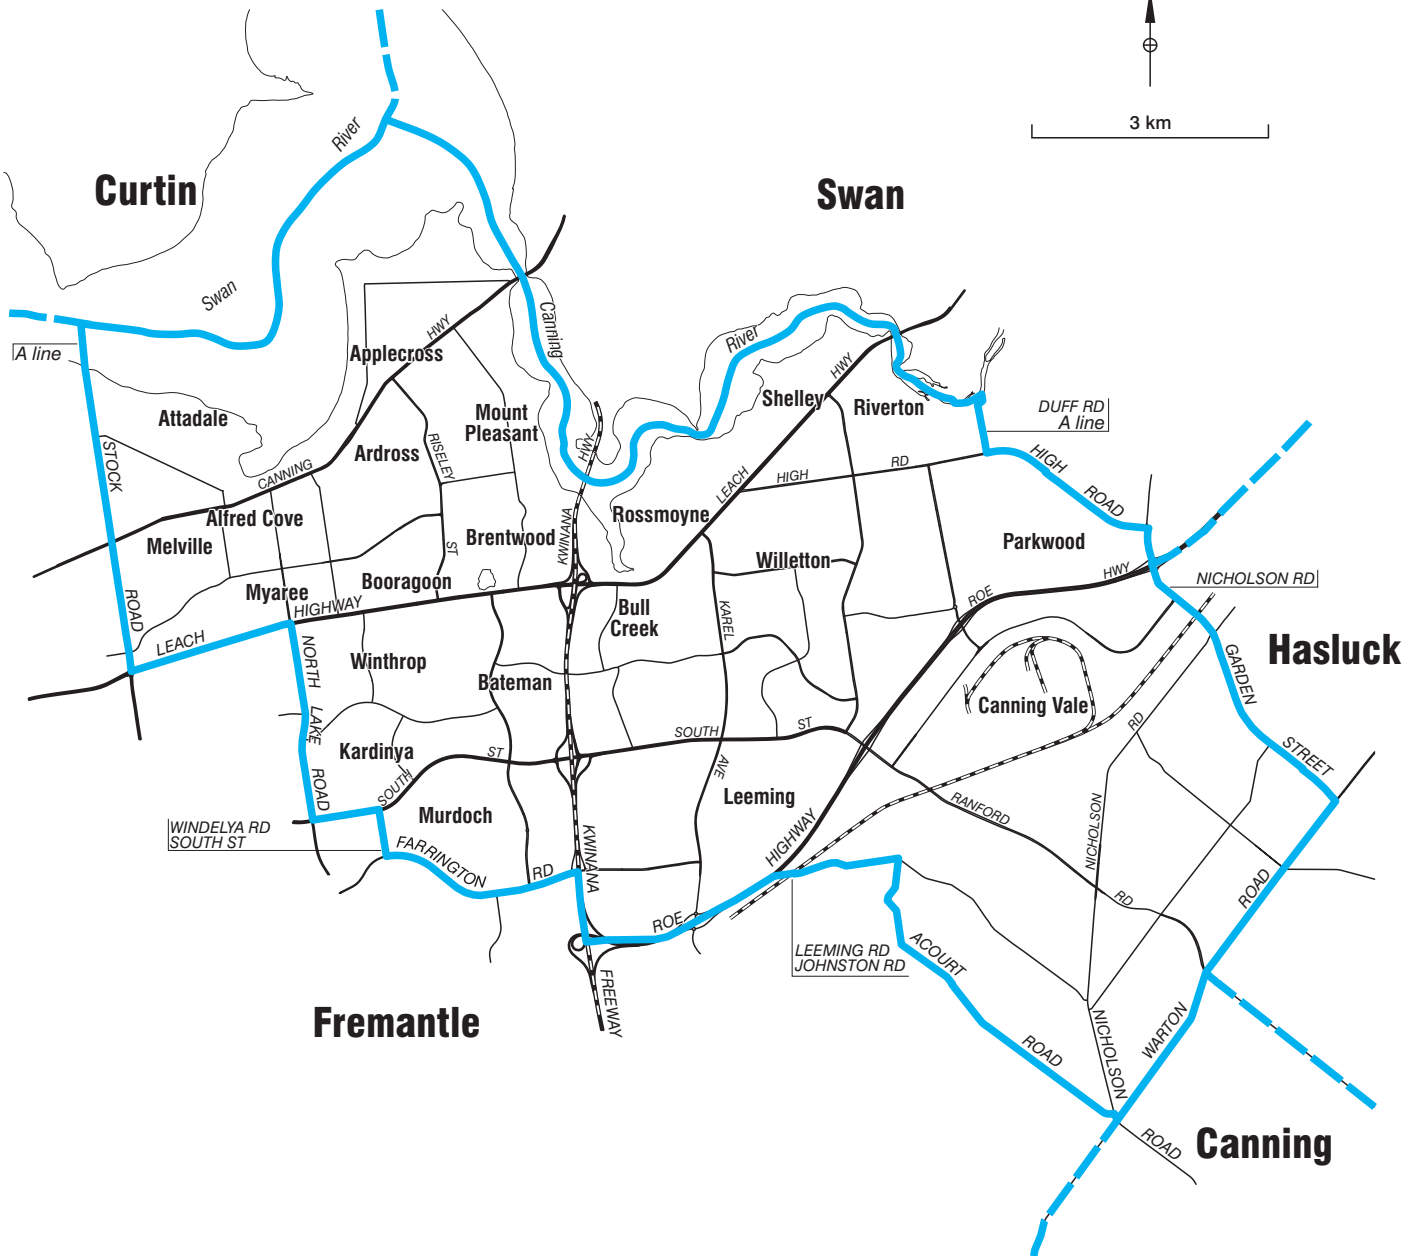 3 km
River
Curtin
Swan
Swan
Canning
River
A line
HWY
Applecross
HWY
Shelley
Riverton
DUFF RD
A line
Attadale
Mount
Pleasant
HWY
STOCK
Ardross
RISELEY
CANNING
LEACH
HIGH
RD
HIGH
ROAD
Alfred Cove
Rossmoyne
Melville
Brentwood
KWINANA
ST
Willetton
Parkwood
HWY
NICHOLSON RD
Myaree
Booragoon
ROE
HIGHWAY
ROAD
LEACH
Bull
Creek
KAREL
NORTH
LAKE
ROAD
Winthrop
Bateman
GARDEN
Hasluck
Canning Vale
RD
SOUTH
ST
Kardinya
ST
SOUTH
AVE
STREET
Murdoch
Leeming
RANFORD
NICHOLSON
HIGHWAY
WINDELYA RD
SOUTH ST
FARRINGTON
RD
KWINANA
RD
ROAD
ROE
LEEMING RD
JOHNSTON RD
ACOURT
FREEWAY
Fremantle
ROAD
NICHOLSON
WARTON
ROAD
Canning